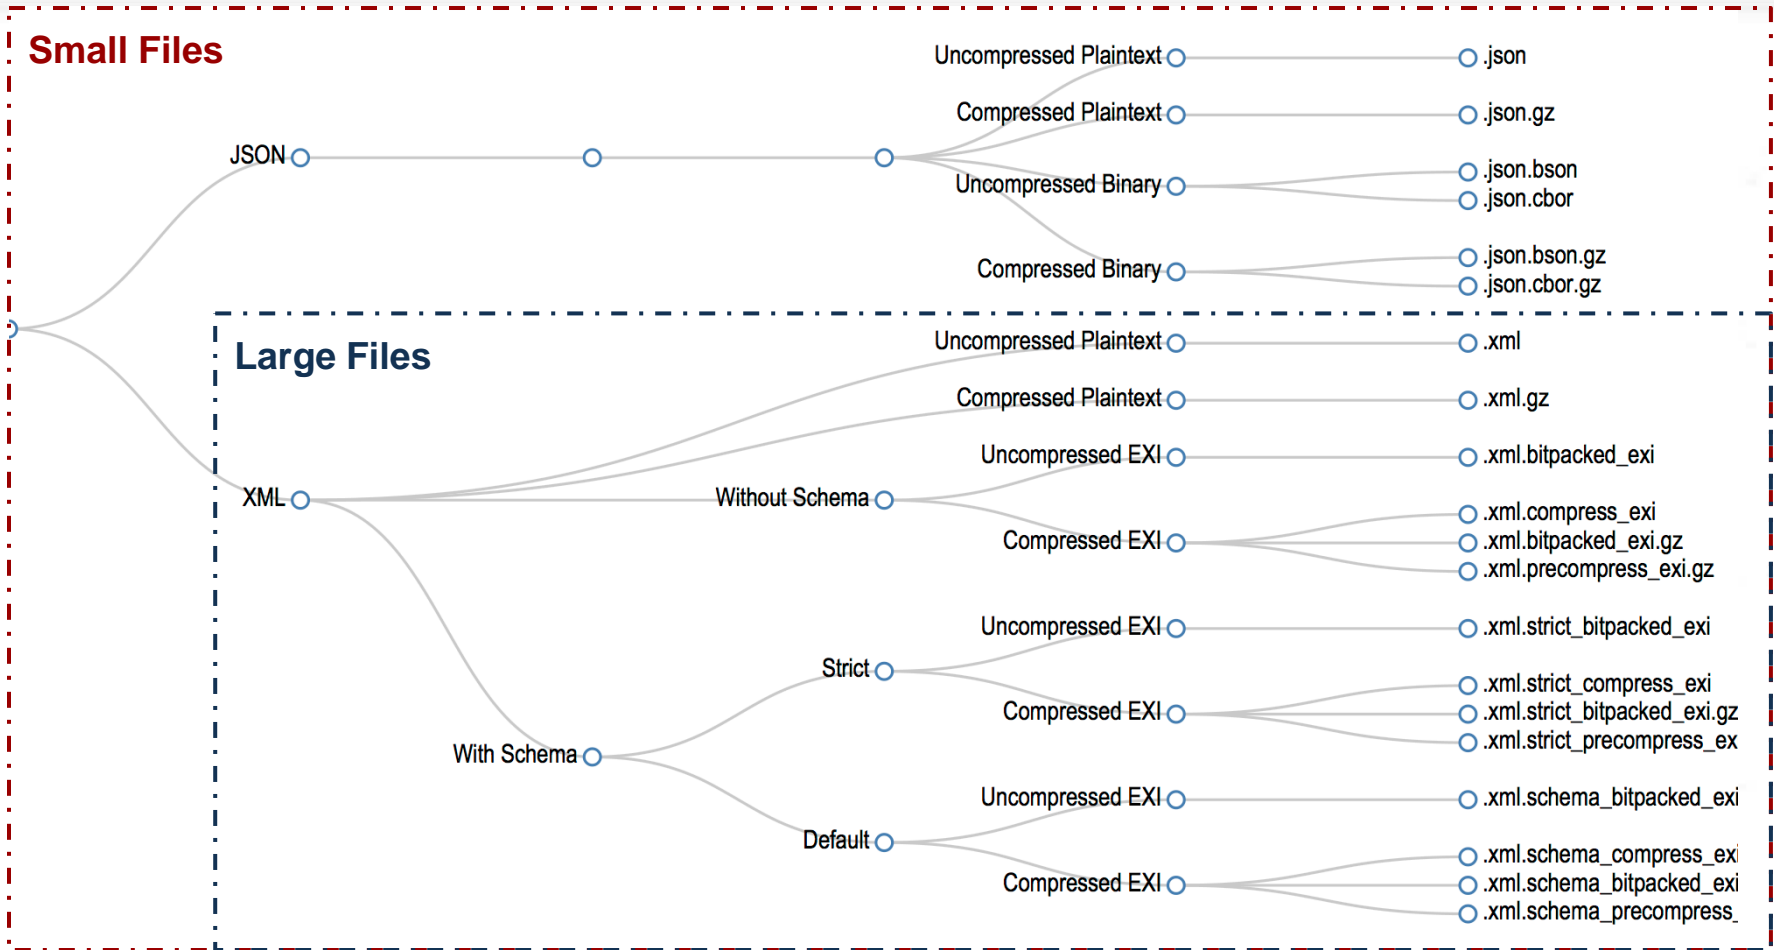 Small Files
Uncompressed Plaintext
.json
Compressed Plaintext
.json.gz
JSON
.json.bson
Uncompressed Binary
.json.cbor
.json.bson.gz
Compressed Binary
.json.cbor.gz
Large Files
Uncompressed Plaintext
.xml
Compressed Plaintext
.xml.gz
Uncompressed EXI
.xml.bitpacked_exi
XML
Without Schema
.xml.compress_exi
Compressed EXI
.xml.bitpacked_exi.gz
.xml.precompress_exi.gz
Uncompressed EXI
.xml.strict_bitpacked_exi
Strict
.xml.strict_compress_exi
Compressed EXI
.xml.strict_bitpacked_exi.gz
.xml.strict_precompress_ex
With Schema
Uncompressed EXI
.xml.schema_bitpacked_exi
Default
.xml.schema_compress_exi
Compressed EXI
.xml.schema_bitpacked_exi
.xml.schema_precompress_